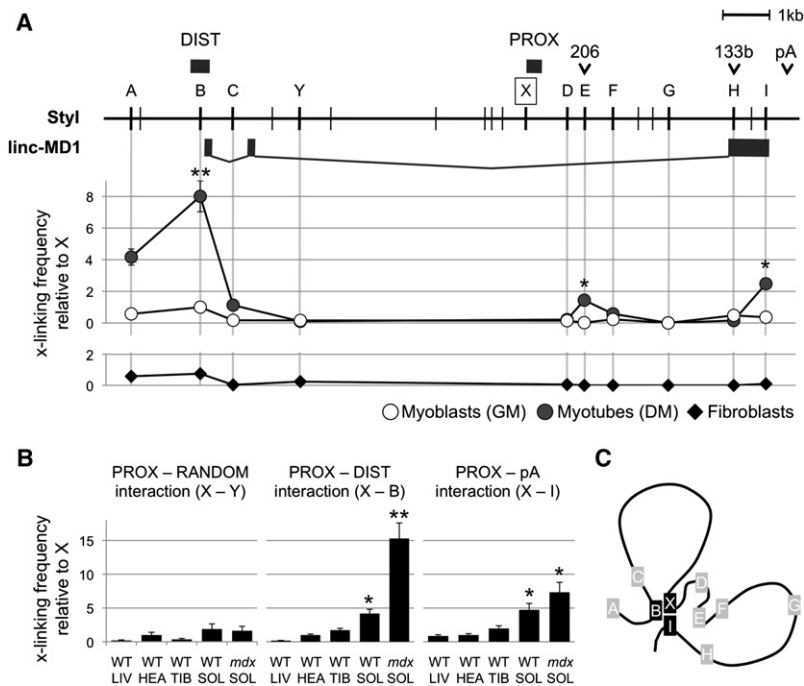 A
1kb
DIST
PROX
206
133b
pA
A B C Y X D E F G H I
StyI
linc-MD1
x-linking frequency
relative to X
8
6
4
2
0
**
*
*
2
0
Myoblasts (GM) Myotubes (DM) Fibroblasts
B
PROX – RANDOM
interaction (X – Y)
PROX – DIST
interaction (X – B)
PROX – pA
interaction (X – I)
x-linking frequency
relative to X
15
10
5
0
*
**
*
*
WT WT WT WT mdx
LIV HEA TIB SOL SOL
WT WT WT WT mdx
LIV HEA TIB SOL SOL
WT WT WT WT mdx
LIV HEA TIB SOL SOL
C
C
D
A
B
X
E
F
G
I
H